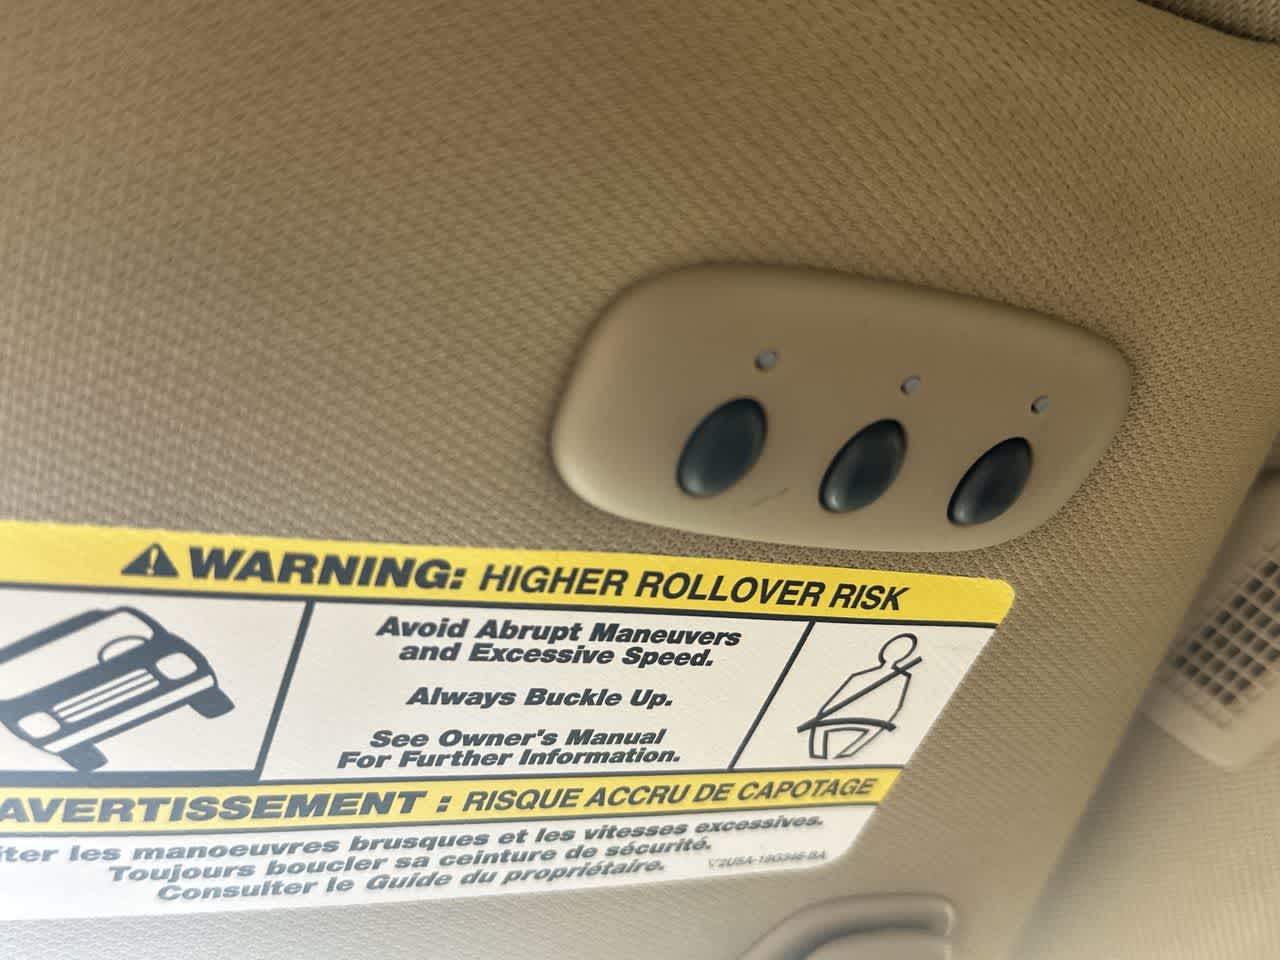 WARNING: HIGHER ROLLOVER RISK
Avoid Abrupt Maneuvers
and Excessive Speed.
Always Buckle Up.
See Owner's Manual
For Further Information.
AVERTISSEMENT : RISQUE ACCRU DE CAPOTAGE
les manoeuvres brusques et les vitesses excessives.
Toujours boucler sa ceinture de sécurité.
Consulter le Guide du propriétaire.